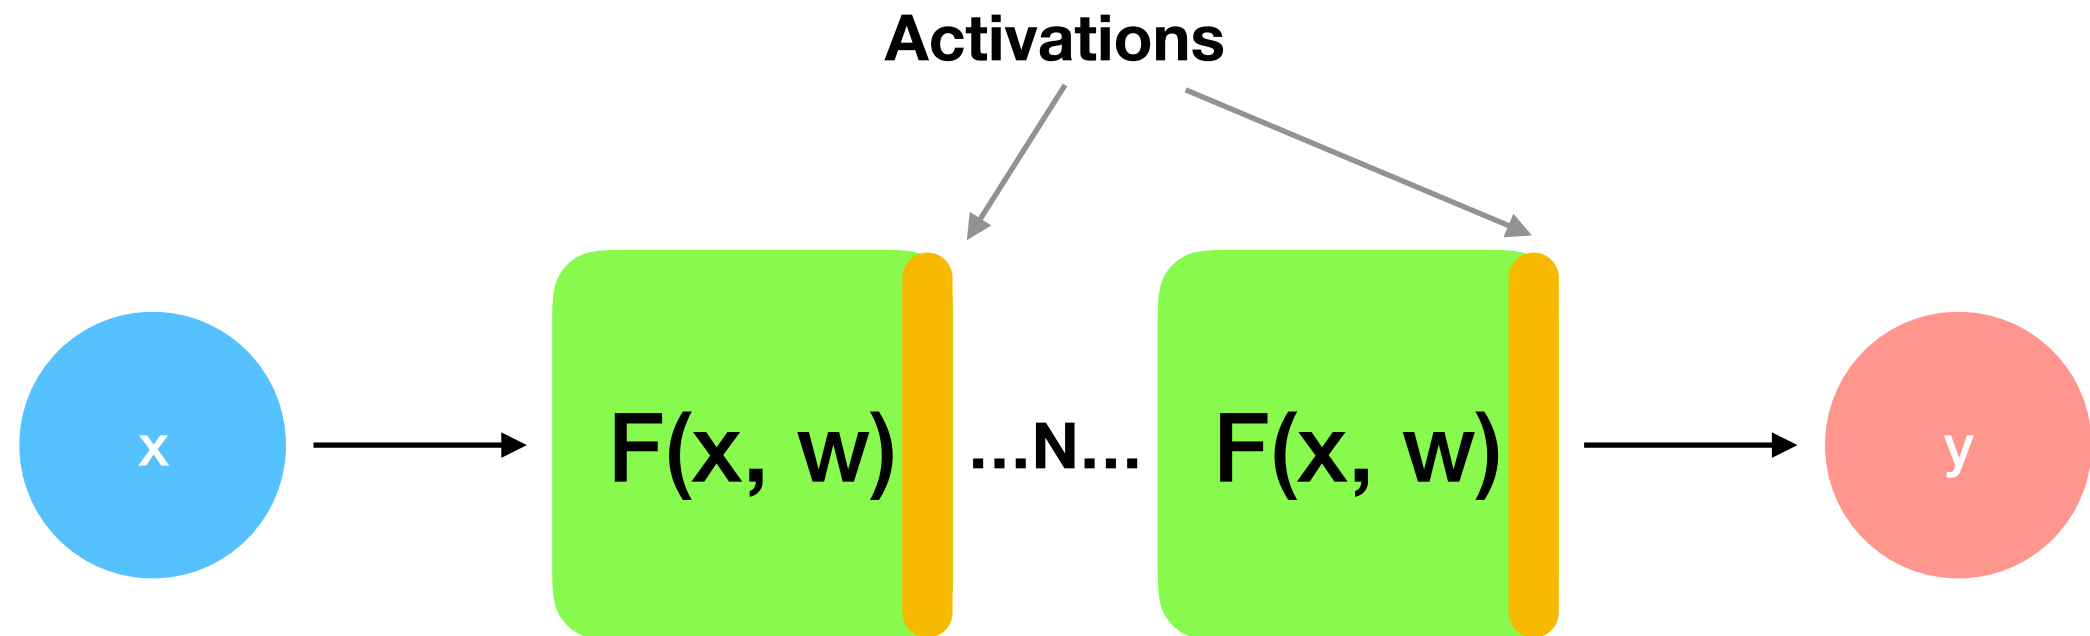 Activations
x
F(x, w)
...N...
F(x, w)
y